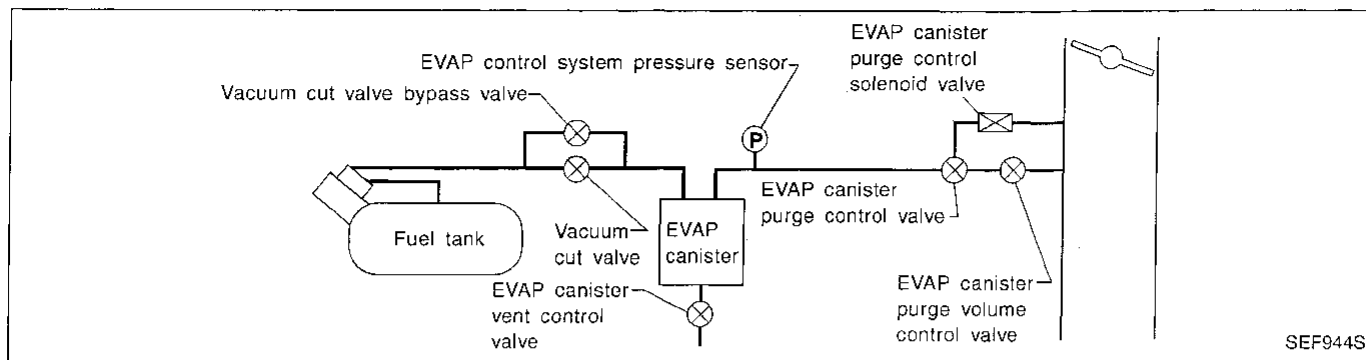 EVAP canister
purge control
solenoid valve
EVAP control system pressure sensor
Vacuum cut valve bypass valve
P
EVAP canister
purge control valve
Fuel tank
Vacuum
cut valve
EVAP
canister
EVAP canister
vent control
valve
EVAP canister
purge volume
control valve
SEF944S